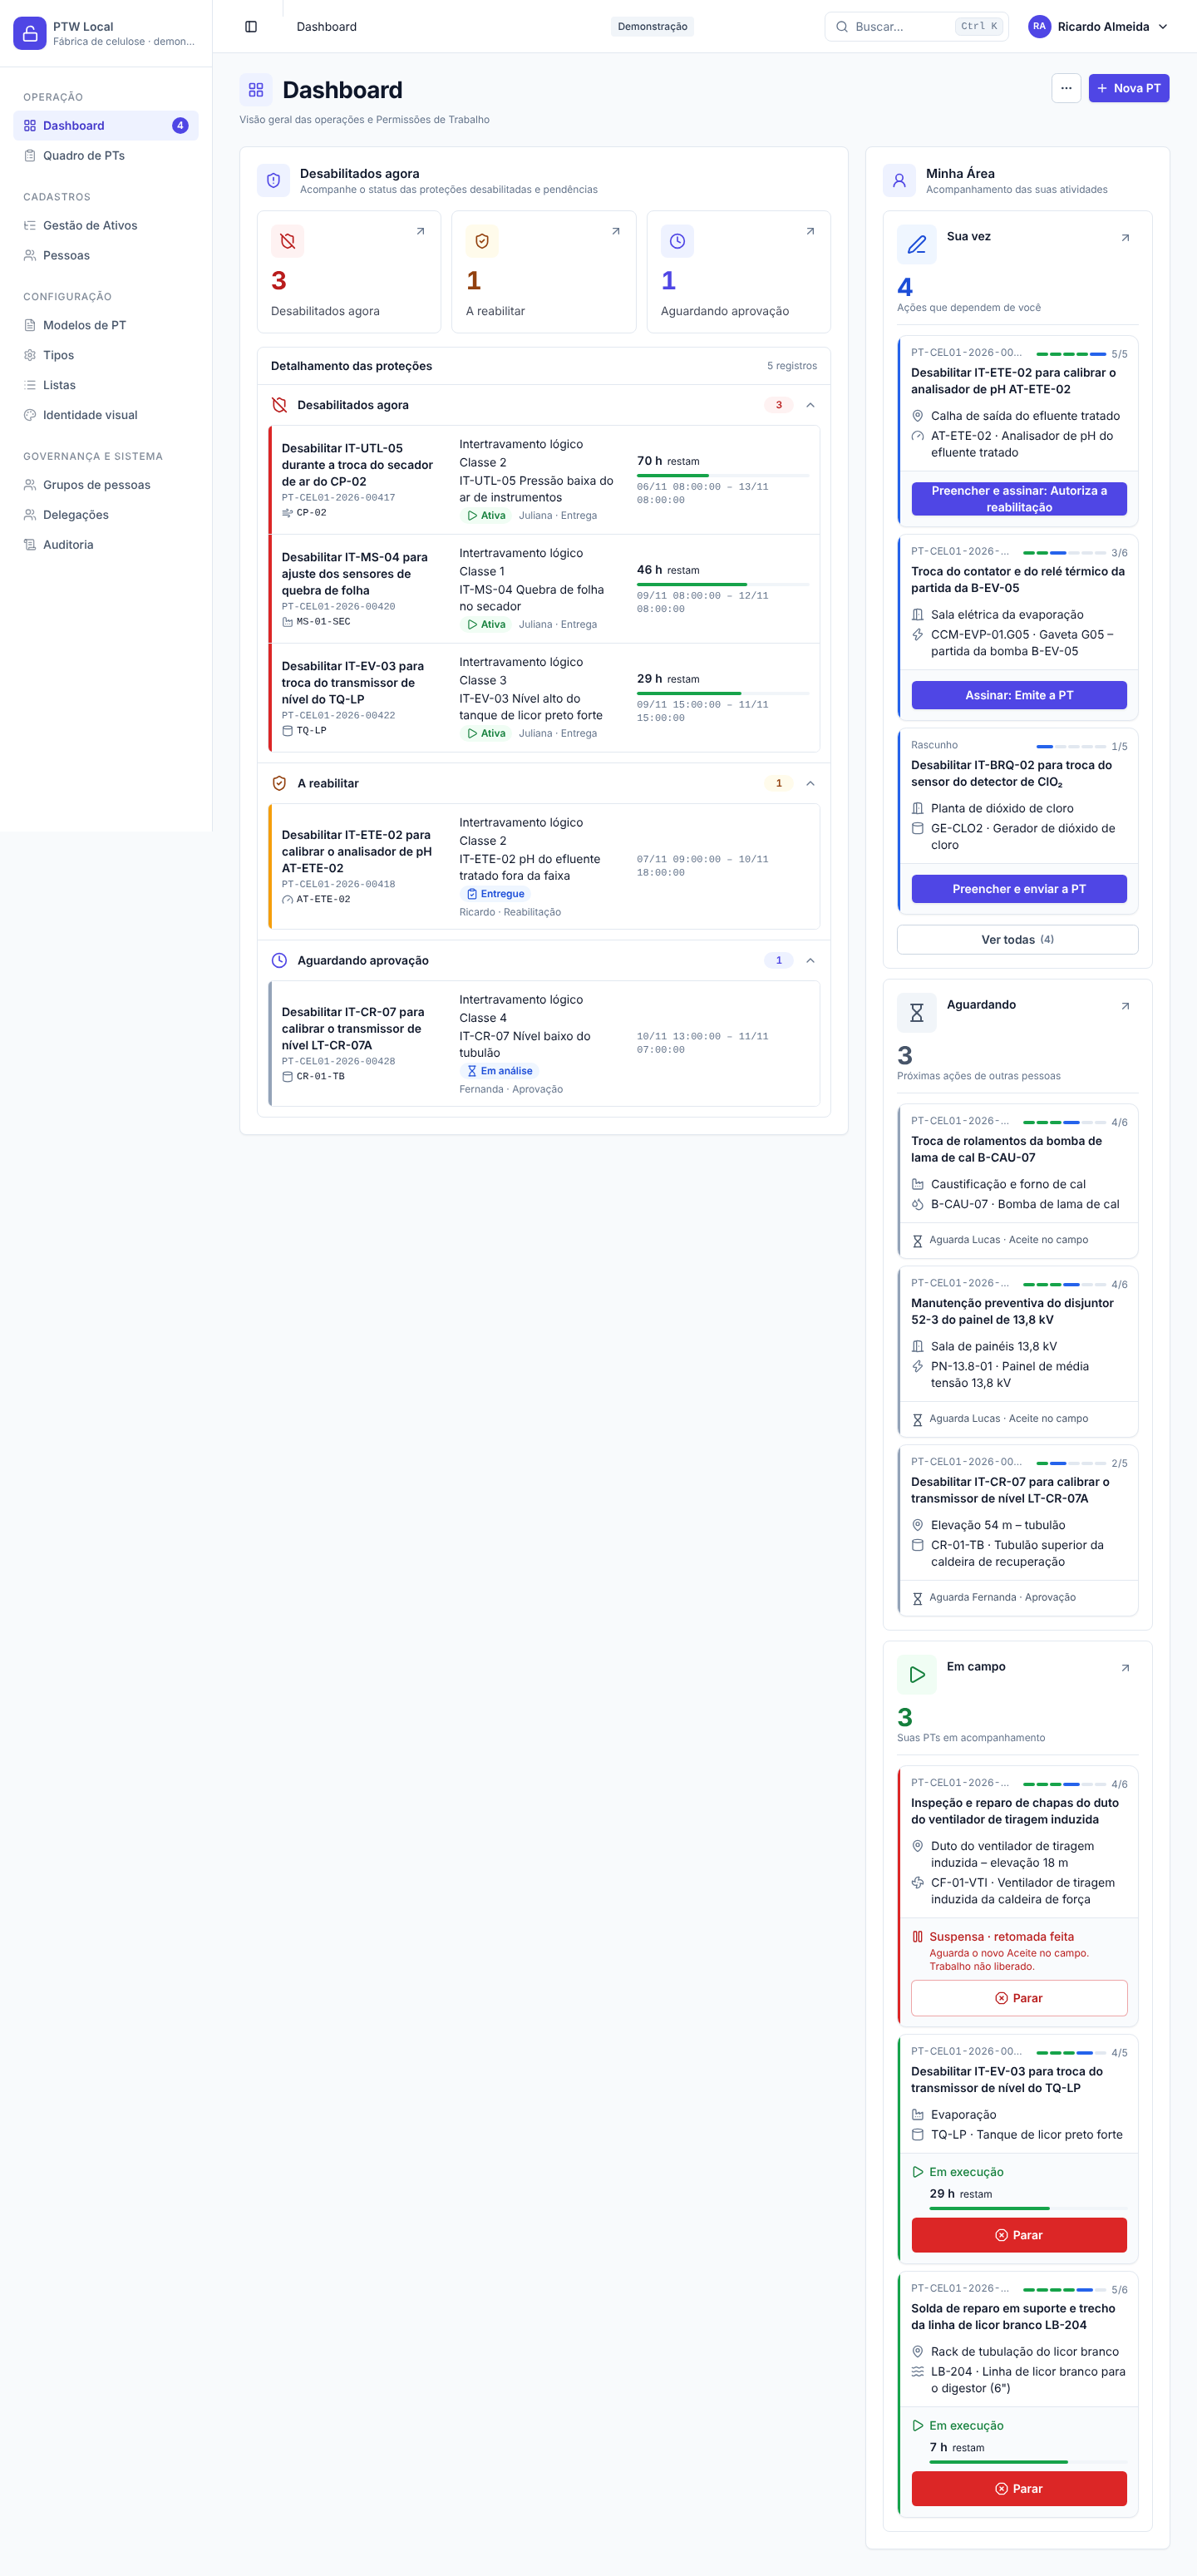 PTW Local
Fábrica de celulose · demon...
OPERAÇÃO
Dashboard
4
Quadro de PTs
CADASTROS
Gestão de Ativos
Pessoas
CONFIGURAÇÃO
Modelos de PT
Tipos
Listas
Identidade visual
GOVERNANÇA E SISTEMA
Grupos de pessoas
Delegações
Auditoria
Dashboard
Demonstração
Buscar...
Ctrl K
RA
Ricardo Almeida
Dashboard
Visão geral das operações e Permissões de Trabalho
Nova PT
Desabilitados agora
Acompanhe o status das proteções desabilitadas e pendências
3
Desabilitados agora
1
A reabilitar
1
Aguardando aprovação
Detalhamento das proteções
5 registros
Desabilitados agora
3
Desabilitar IT-UTL-05
durante a troca do secador
de ar do CP-02
PT-CEL01-2026-00417
CP-02
Intertravamento lógico
Classe 2
IT-UTL-05 Pressão baixa do
ar de instrumentos
Ativa
Juliana · Entrega
70 h restam
06/11 08:00:00 – 13/11
08:00:00
Desabilitar IT-MS-04 para
ajuste dos sensores de
quebra de folha
PT-CEL01-2026-00420
MS-01-SEC
Intertravamento lógico
Classe 1
IT-MS-04 Quebra de folha
no secador
Ativa
Juliana · Entrega
46 h restam
09/11 08:00:00 – 12/11
08:00:00
Desabilitar IT-EV-03 para
troca do transmissor de
nível do TQ-LP
PT-CEL01-2026-00422
TQ-LP
Intertravamento lógico
Classe 3
IT-EV-03 Nível alto do
tanque de licor preto forte
Ativa
Juliana · Entrega
29 h restam
09/11 15:00:00 – 11/11
15:00:00
A reabilitar
1
Desabilitar IT-ETE-02 para
calibrar o analisador de pH
AT-ETE-02
PT-CEL01-2026-00418
AT-ETE-02
Intertravamento lógico
Classe 2
IT-ETE-02 pH do efluente
tratado fora da faixa
Entregue
Ricardo · Reabilitação
07/11 09:00:00 – 10/11
18:00:00
Aguardando aprovação
1
Desabilitar IT-CR-07 para
calibrar o transmissor de
nível LT-CR-07A
PT-CEL01-2026-00428
CR-01-TB
Intertravamento lógico
Classe 4
IT-CR-07 Nível baixo do
tubulão
Em análise
Fernanda · Aprovação
10/11 13:00:00 – 11/11
07:00:00
Minha Área
Acompanhamento das suas atividades
Sua vez
4
Ações que dependem de você
PT-CEL01-2026-00...
5/5
Desabilitar IT-ETE-02 para calibrar o
analisador de pH AT-ETE-02
Calha de saída do efluente tratado
AT-ETE-02 · Analisador de pH do
efluente tratado
Preencher e assinar: Autoriza a
reabilitação
PT-CEL01-2026-...
3/6
Troca do contator e do relé térmico da
partida da B-EV-05
Sala elétrica da evaporação
CCM-EVP-01.G05 · Gaveta G05 –
partida da bomba B-EV-05
Assinar: Emite a PT
Rascunho
1/5
Desabilitar IT-BRQ-02 para troca do
sensor do detector de ClO₂
Planta de dióxido de cloro
GE-CLO2 · Gerador de dióxido de
cloro
Preencher e enviar a PT
Ver todas (4)
Aguardando
3
Próximas ações de outras pessoas
PT-CEL01-2026-...
4/6
Troca de rolamentos da bomba de
lama de cal B-CAU-07
Caustificação e forno de cal
B-CAU-07 · Bomba de lama de cal
Aguarda Lucas · Aceite no campo
PT-CEL01-2026-...
4/6
Manutenção preventiva do disjuntor
52-3 do painel de 13,8 kV
Sala de painéis 13,8 kV
PN-13.8-01 · Painel de média
tensão 13,8 kV
Aguarda Lucas · Aceite no campo
PT-CEL01-2026-00...
2/5
Desabilitar IT-CR-07 para calibrar o
transmissor de nível LT-CR-07A
Elevação 54 m – tubulão
CR-01-TB · Tubulão superior da
caldeira de recuperação
Aguarda Fernanda · Aprovação
Em campo
3
Suas PTs em acompanhamento
PT-CEL01-2026-...
4/6
Inspeção e reparo de chapas do duto
do ventilador de tiragem induzida
Duto do ventilador de tiragem
induzida – elevação 18 m
CF-01-VTI · Ventilador de tiragem
induzida da caldeira de força
Suspensa · retomada feita
Aguarda o novo Aceite no campo.
Trabalho não liberado.
Parar
PT-CEL01-2026-00...
4/5
Desabilitar IT-EV-03 para troca do
transmissor de nível do TQ-LP
Evaporação
TQ-LP · Tanque de licor preto forte
Em execução
29 h restam
Parar
PT-CEL01-2026-...
5/6
Solda de reparo em suporte e trecho
da linha de licor branco LB-204
Rack de tubulação do licor branco
LB-204 · Linha de licor branco para
o digestor (6")
Em execução
7 h restam
Parar